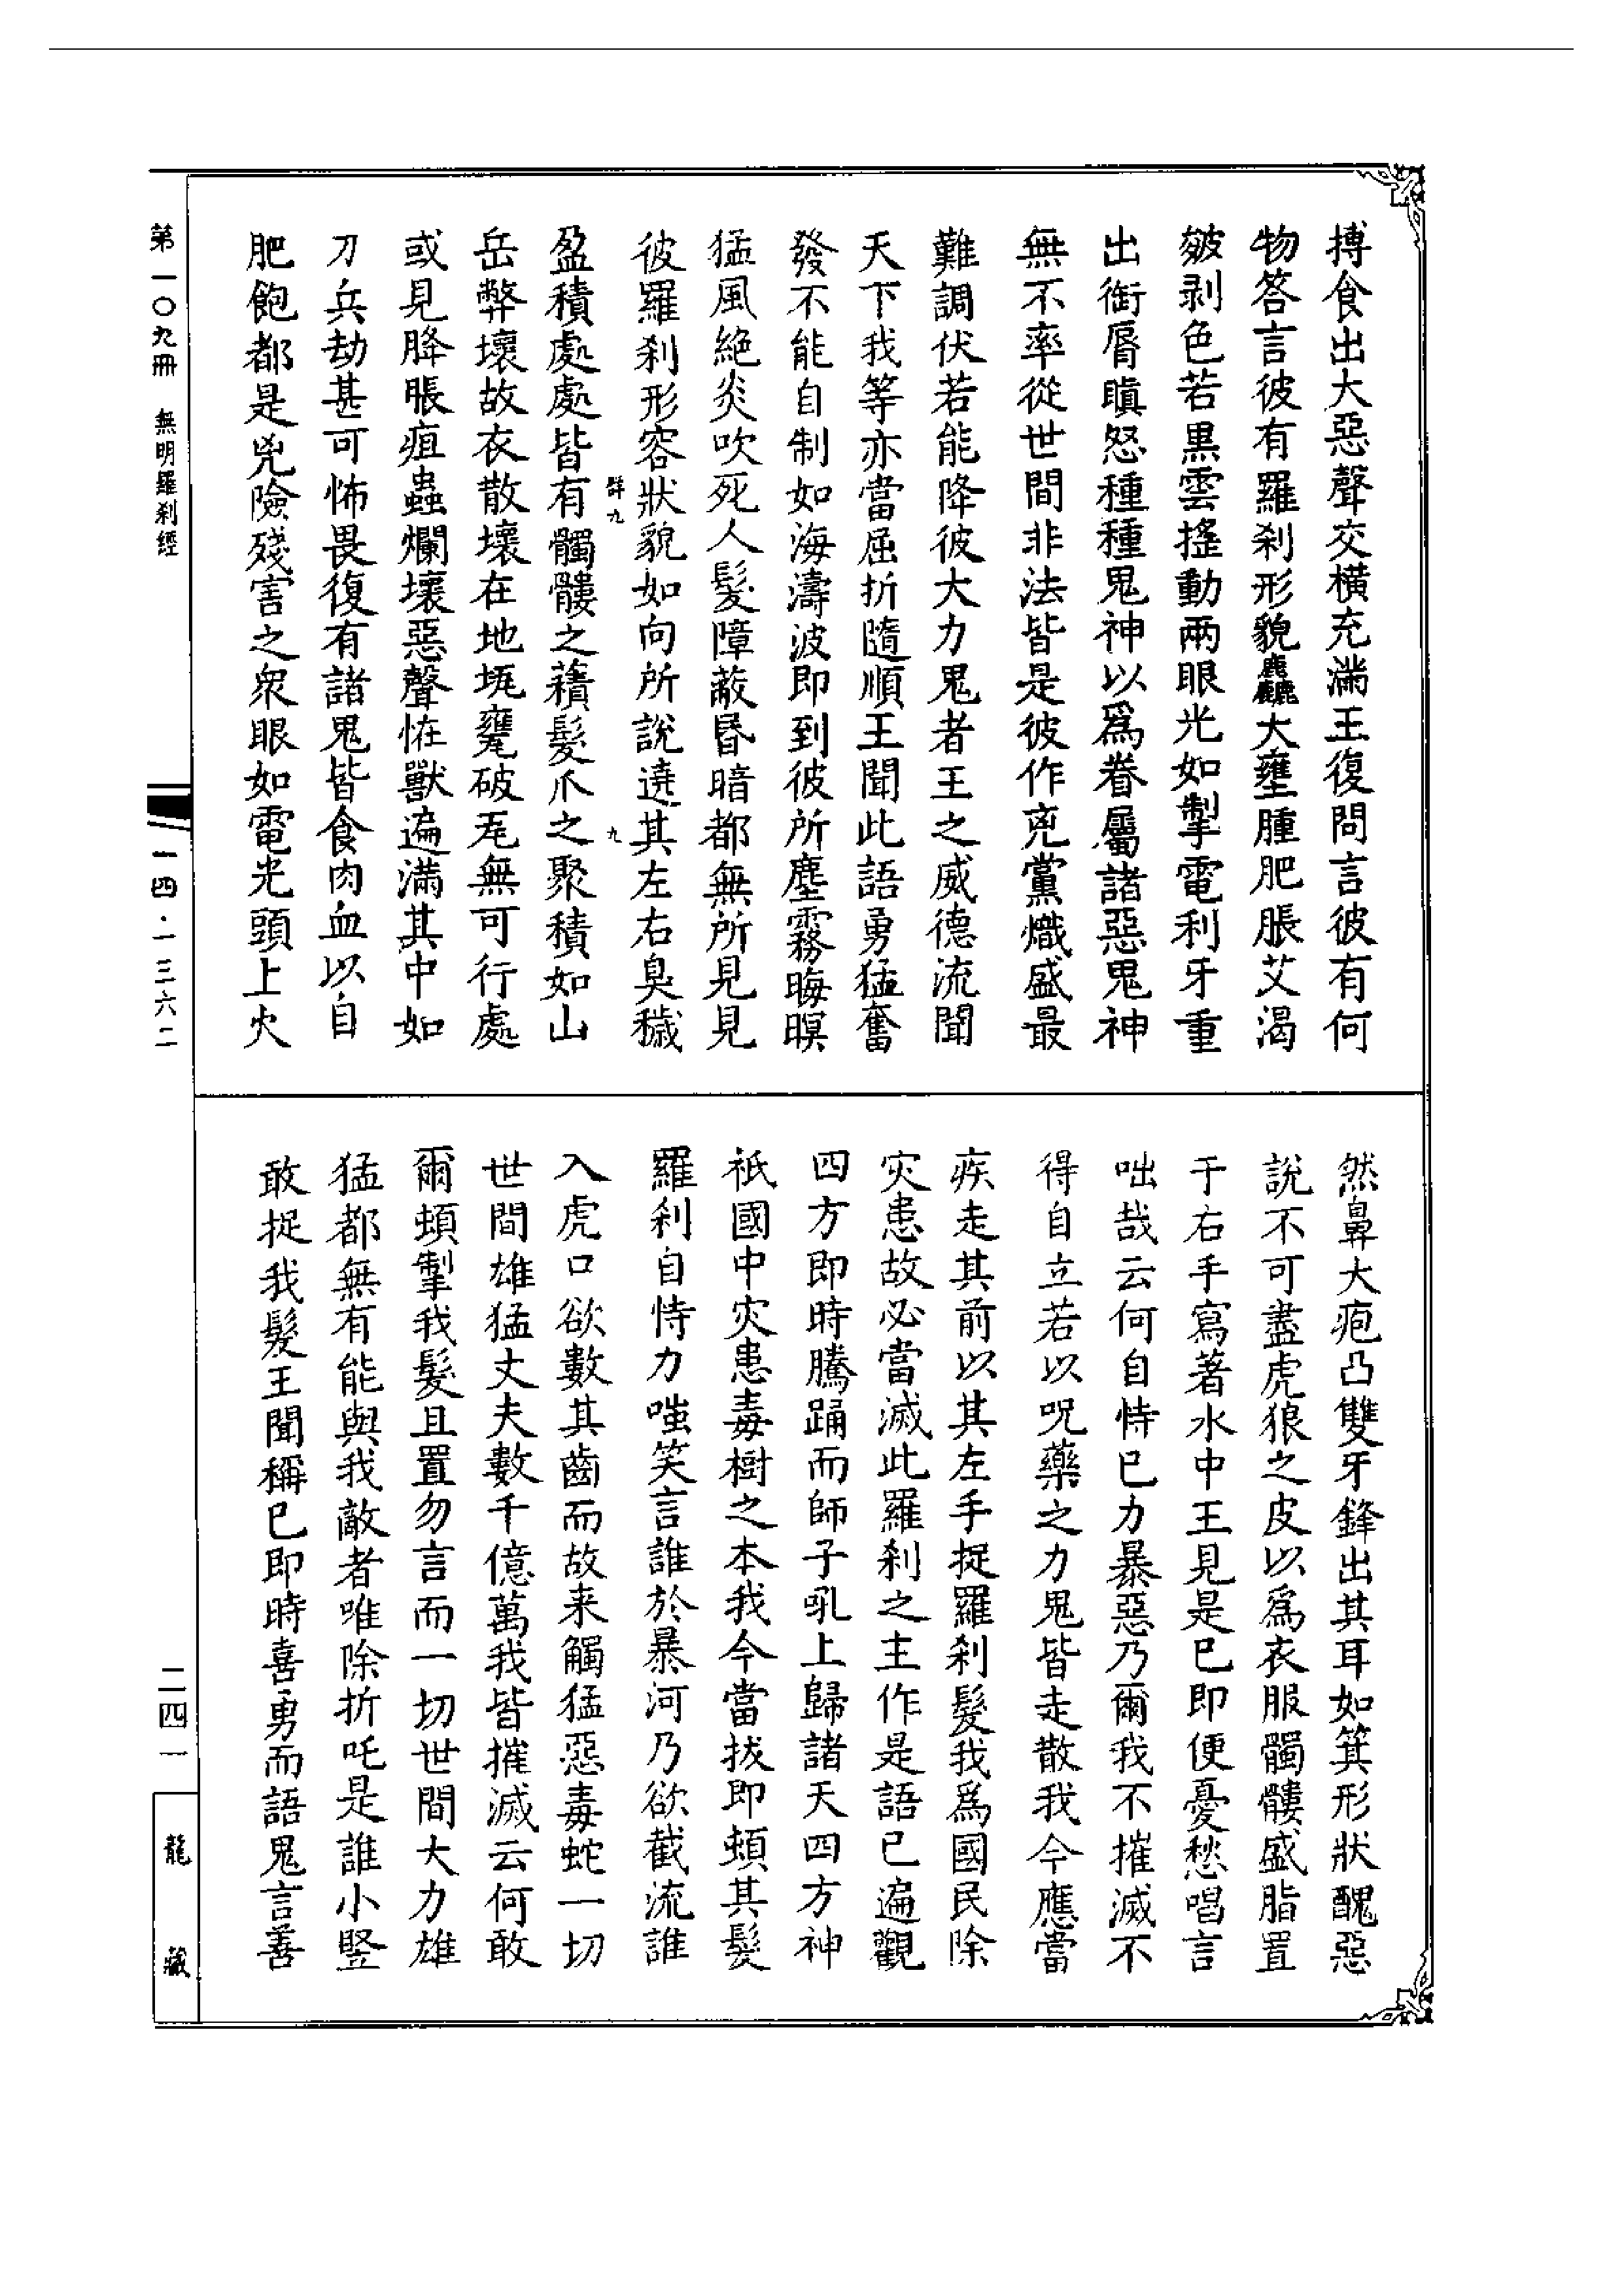 搏食出大惡聲交橫充滿王復問言彼有何
物答言彼有羅剎形貌麤大壅腫肥脹艾渴
皴剥色若黒雲搖動兩眼光如掣電利牙重
出銜脣瞋怒種種鬼神以爲眷屬諸惡鬼神
無不率從世間非法皆是彼作兇黨熾盛最
難調伏若能降彼大力鬼者王之威德流聞
天下我等亦當屈折隨順王聞此語勇猛奮
發不能自制如海濤波即到彼所塵霧晦暝
猛風絶炎吹死人髮障蔽昬暗都無所見見
彼羅剎形容狀貌如向所說遶其左右臭穢
群九
九
盈積處處皆有髑髏之𧂐髮爪之聚積如山
岳弊壞故衣散壞在地坬甕破瓦無可行處
或見胮脹疽蟲爛壞惡聲恠獸遍滿其中如
刀兵劫甚可怖畏復有諸鬼皆食肉血以自
肥飽都是兇險殘害之衆眼如電光頭上火
然鼻大疱凸雙牙鋒出其耳如箕形狀醜惡
說不可盡虎狼之皮以爲衣服髑髏盛脂置
于右手寫著水中王見是已即便憂愁唱言
咄哉云何自恃已力暴惡乃爾我不摧滅不
得自立若以呪藥之力鬼皆走散我今應當
疾走其前以其左手捉羅剎髮我爲國民除
灾患故必當滅此羅剎之主作是語已遍觀
四方即時騰踊而師子吼上歸諸天四方神
祇國中灾患毒樹之本我今當拔即頓其髮
羅剎自恃力嗤笑言誰於暴河乃欲截流誰
入虎口欲數其齒而故来觸猛惡毒蛇一切
世間雄猛丈夫數千億萬我皆摧滅云何敢
爾頓掣我髮且置勿言而一切世間大力雄
猛都無有能與我敵者唯除折吒是誰小豎
敢捉我髮王聞稱已即時喜勇而語鬼言善
第一〇九冊　無明羅剎經
一四·一三六二
二四一
龍藏